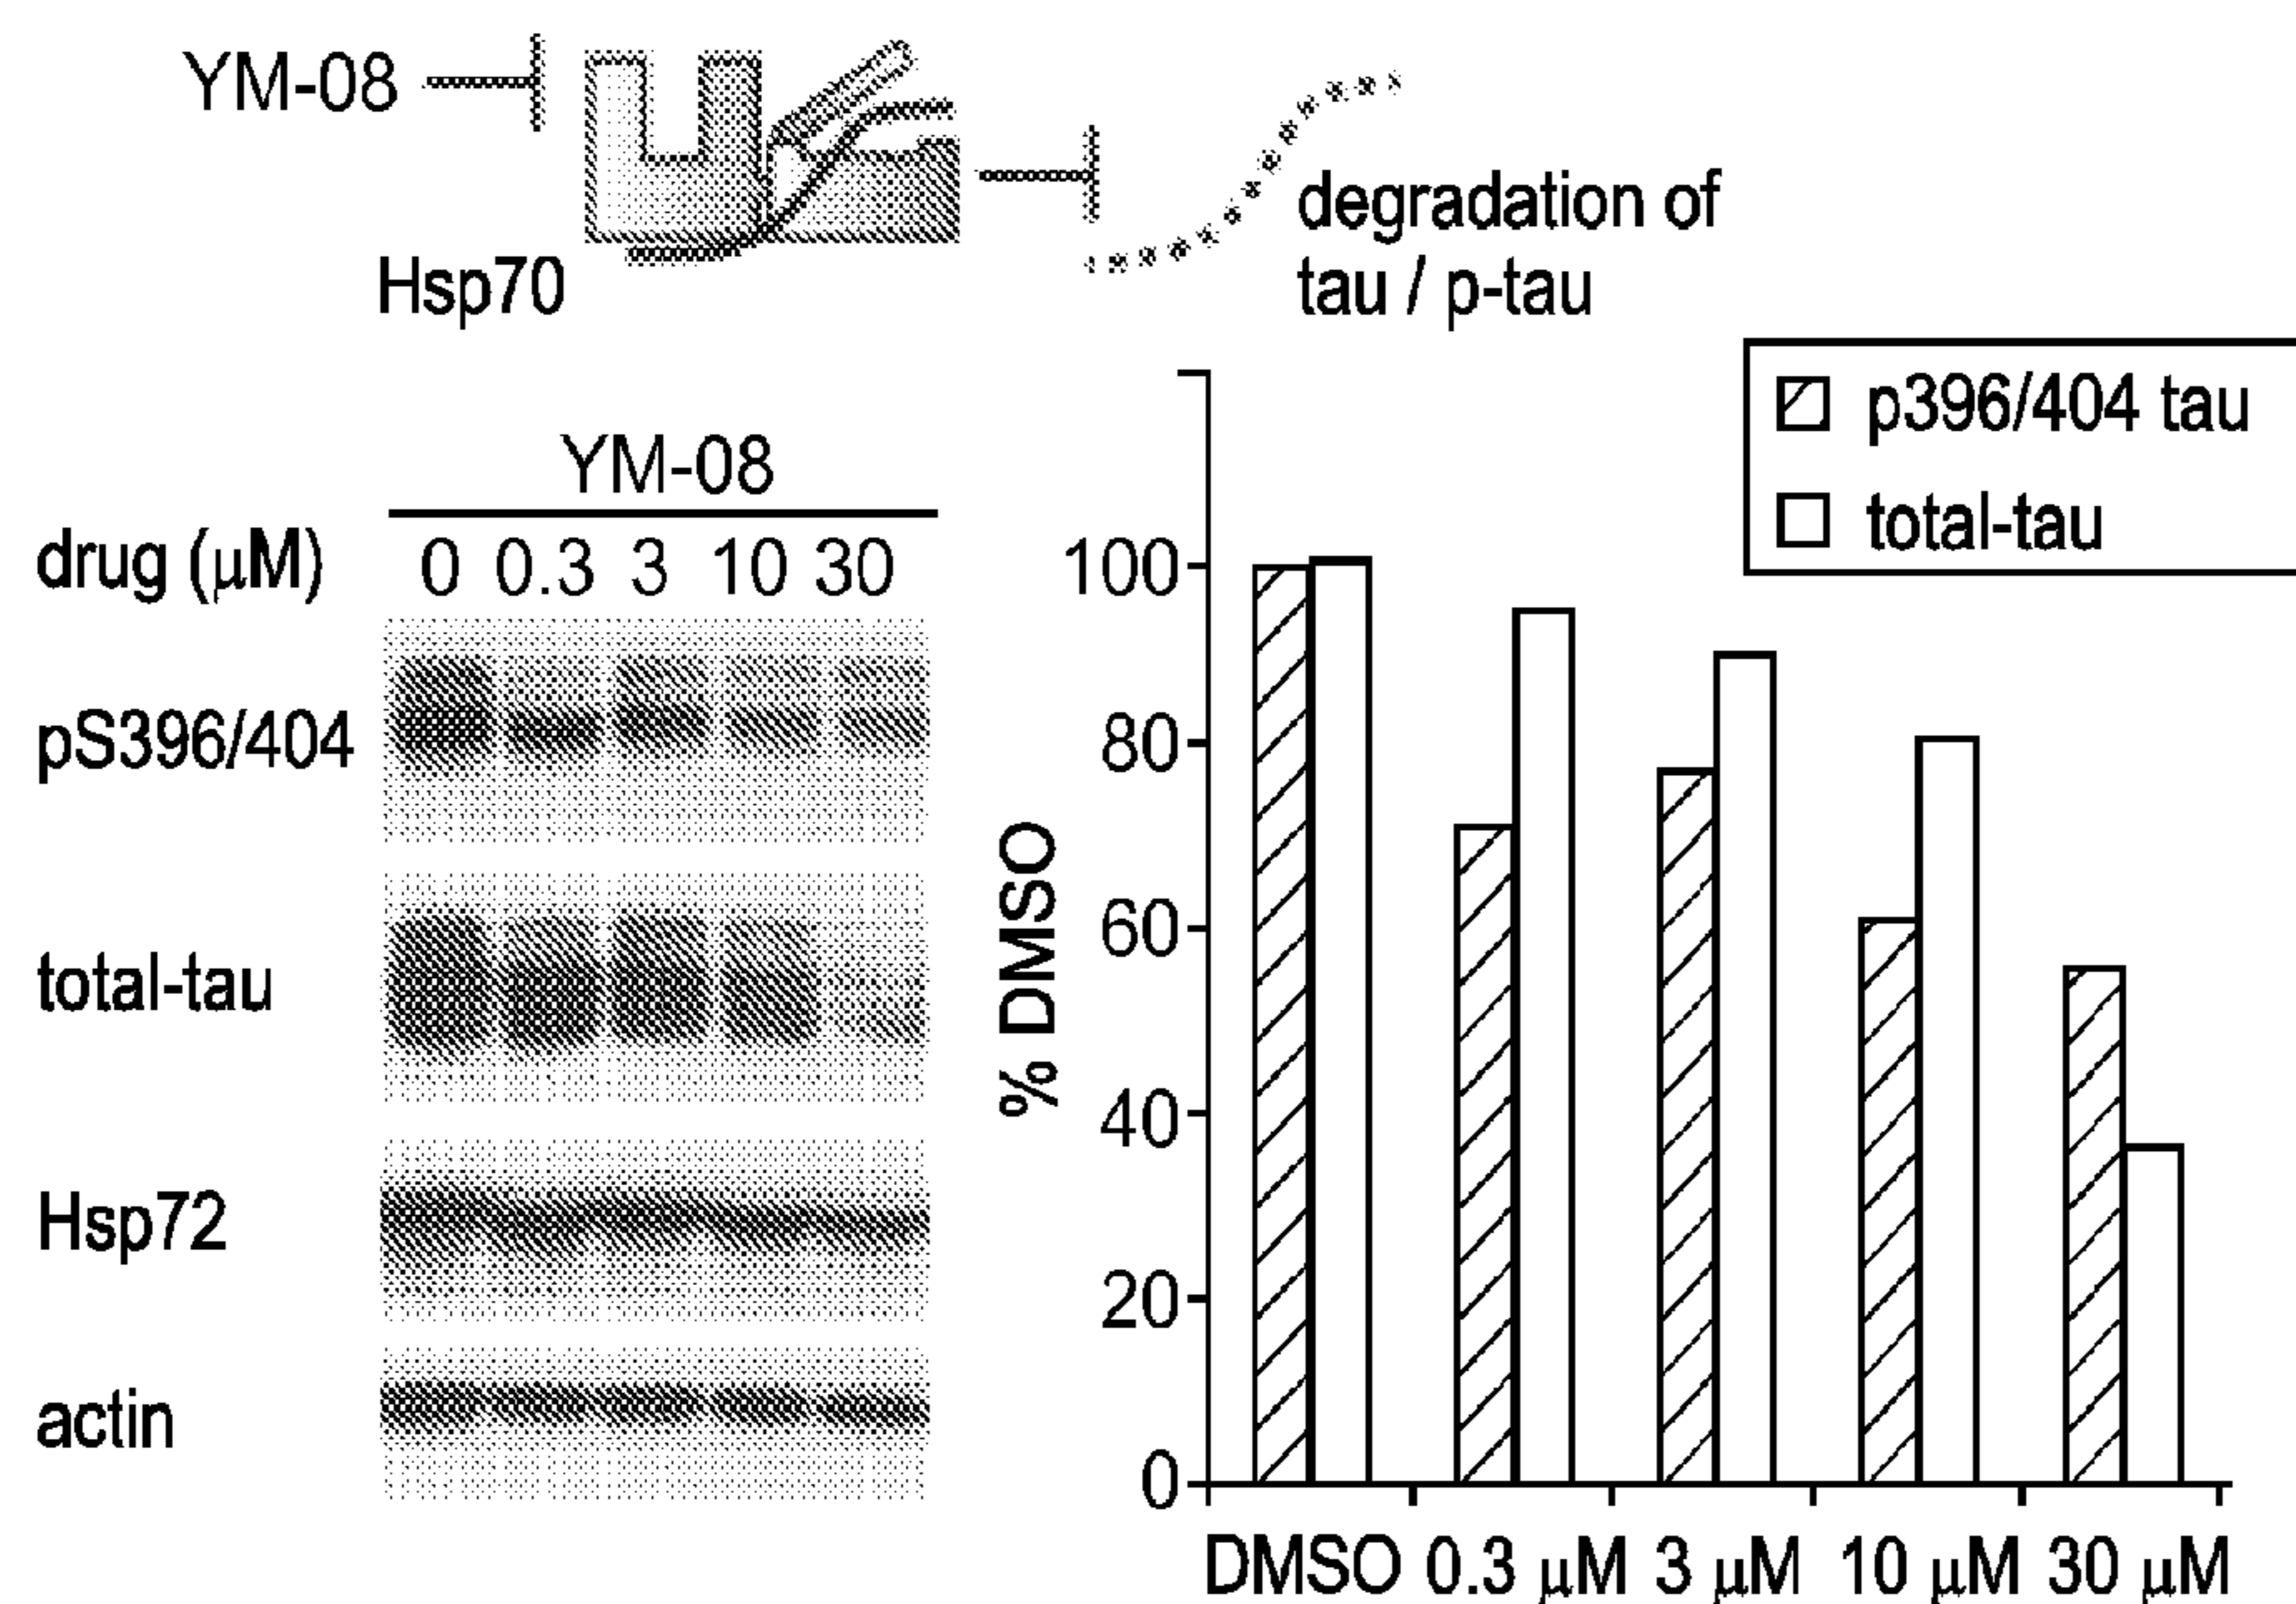 YM-08
Hsp70
degradation of
tau / p-tau
YM-08
drug (μM) 0 0.3 3 10 30
pS396/404
total-tau
Hsp72
actin
p396/404 tau
total-tau
% DMSO
100
80
60
40
20
0
DMSO 0.3 μM 3 μM 10 μM 30 μM